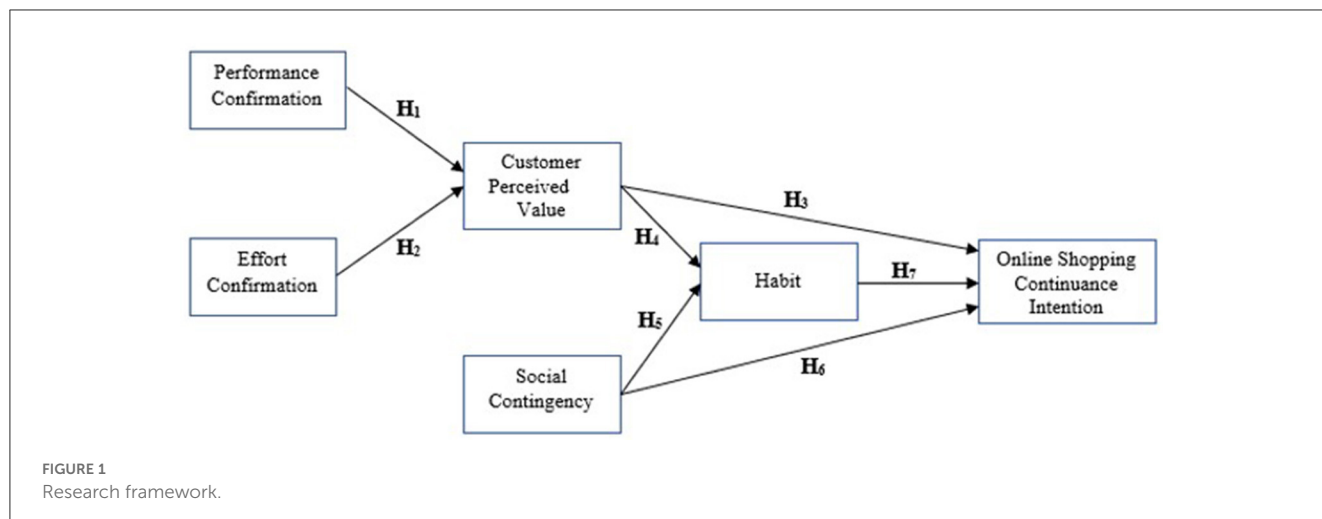 Performance
Confirmation
H1
Customer
Perceived
Value
H3
H2
H4
Effort
Confirmation
Habit
H7
Online Shopping
Continuance
Intention
H5
H6
Social
Contingency
FIGURE 1
Research framework.